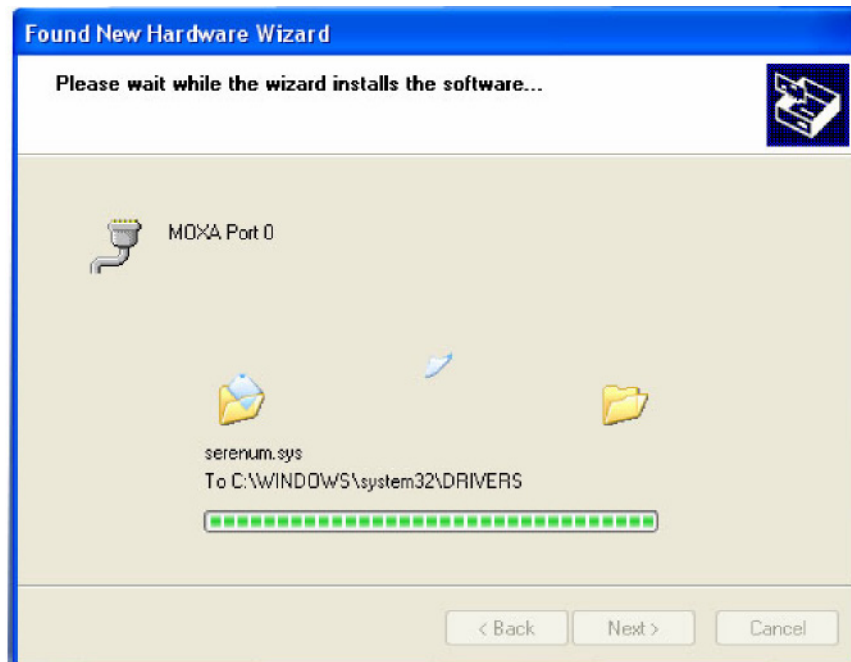 Found New Hardware Wizard
Please wait while the wizard installs the software...
MOXA Port 0
serenum.sys
To C:\WINDOWS\system32\DRIVERS
< Back
Next >
Cancel